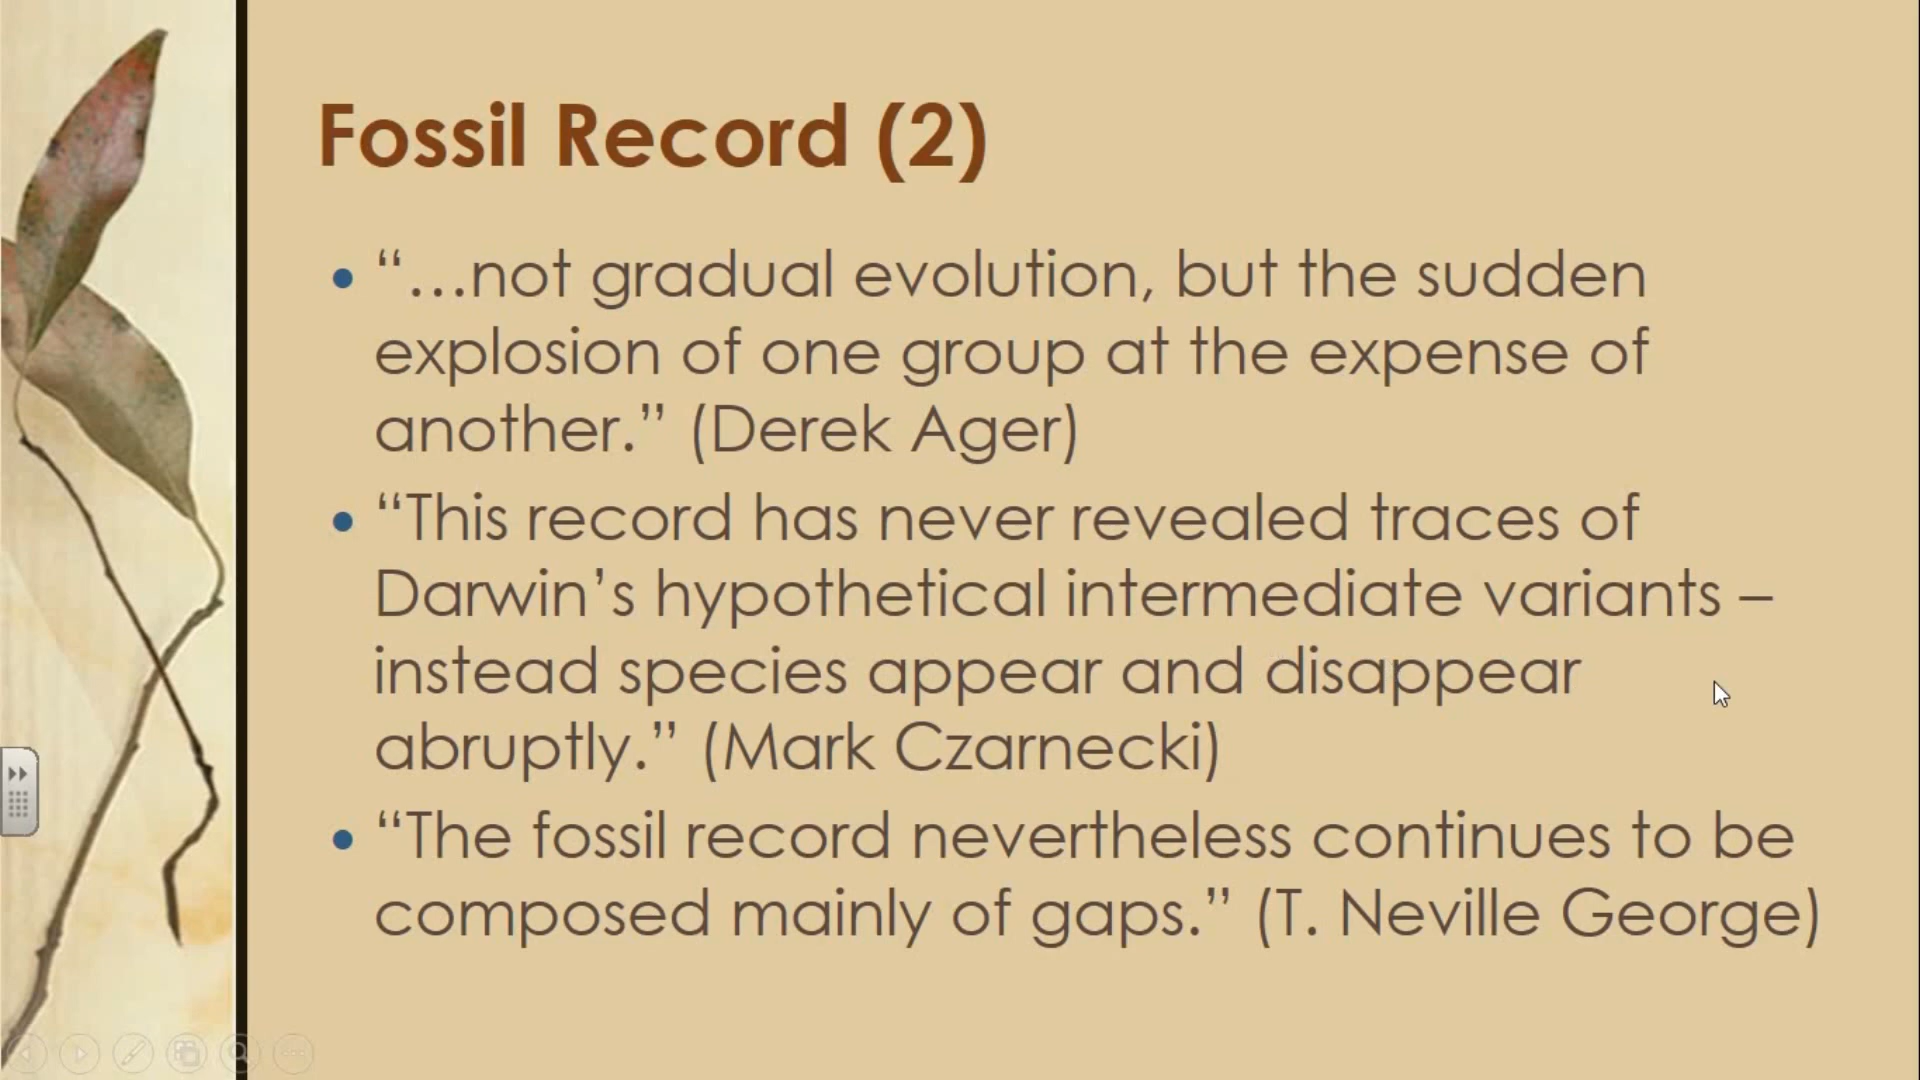 Fossil Record (2)
• “…not gradual evolution, but the sudden
explosion of one group at the expense of
another.” (Derek Ager)
• “This record has never revealed traces of
Darwin’s hypothetical intermediate variants –
instead species appear and disappear
abruptly.” (Mark Czarnecki)
• “The fossil record nevertheless continues to be
composed mainly of gaps.” (T. Neville George)